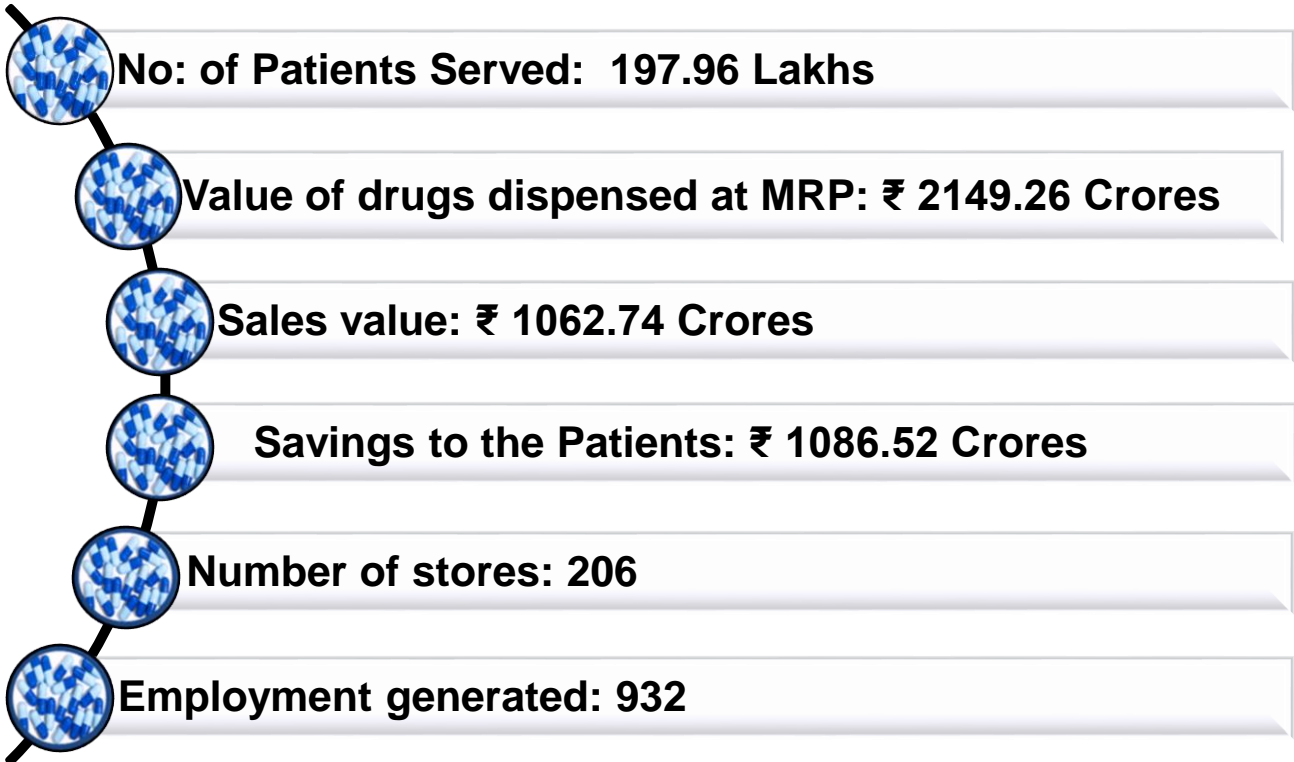 No: of Patients Served: 197.96 Lakhs
Value of drugs dispensed at MRP: ₹ 2149.26 Crores
Sales value: ₹ 1062.74 Crores
Savings to the Patients: ₹ 1086.52 Crores
Number of stores: 206
Employment generated: 932